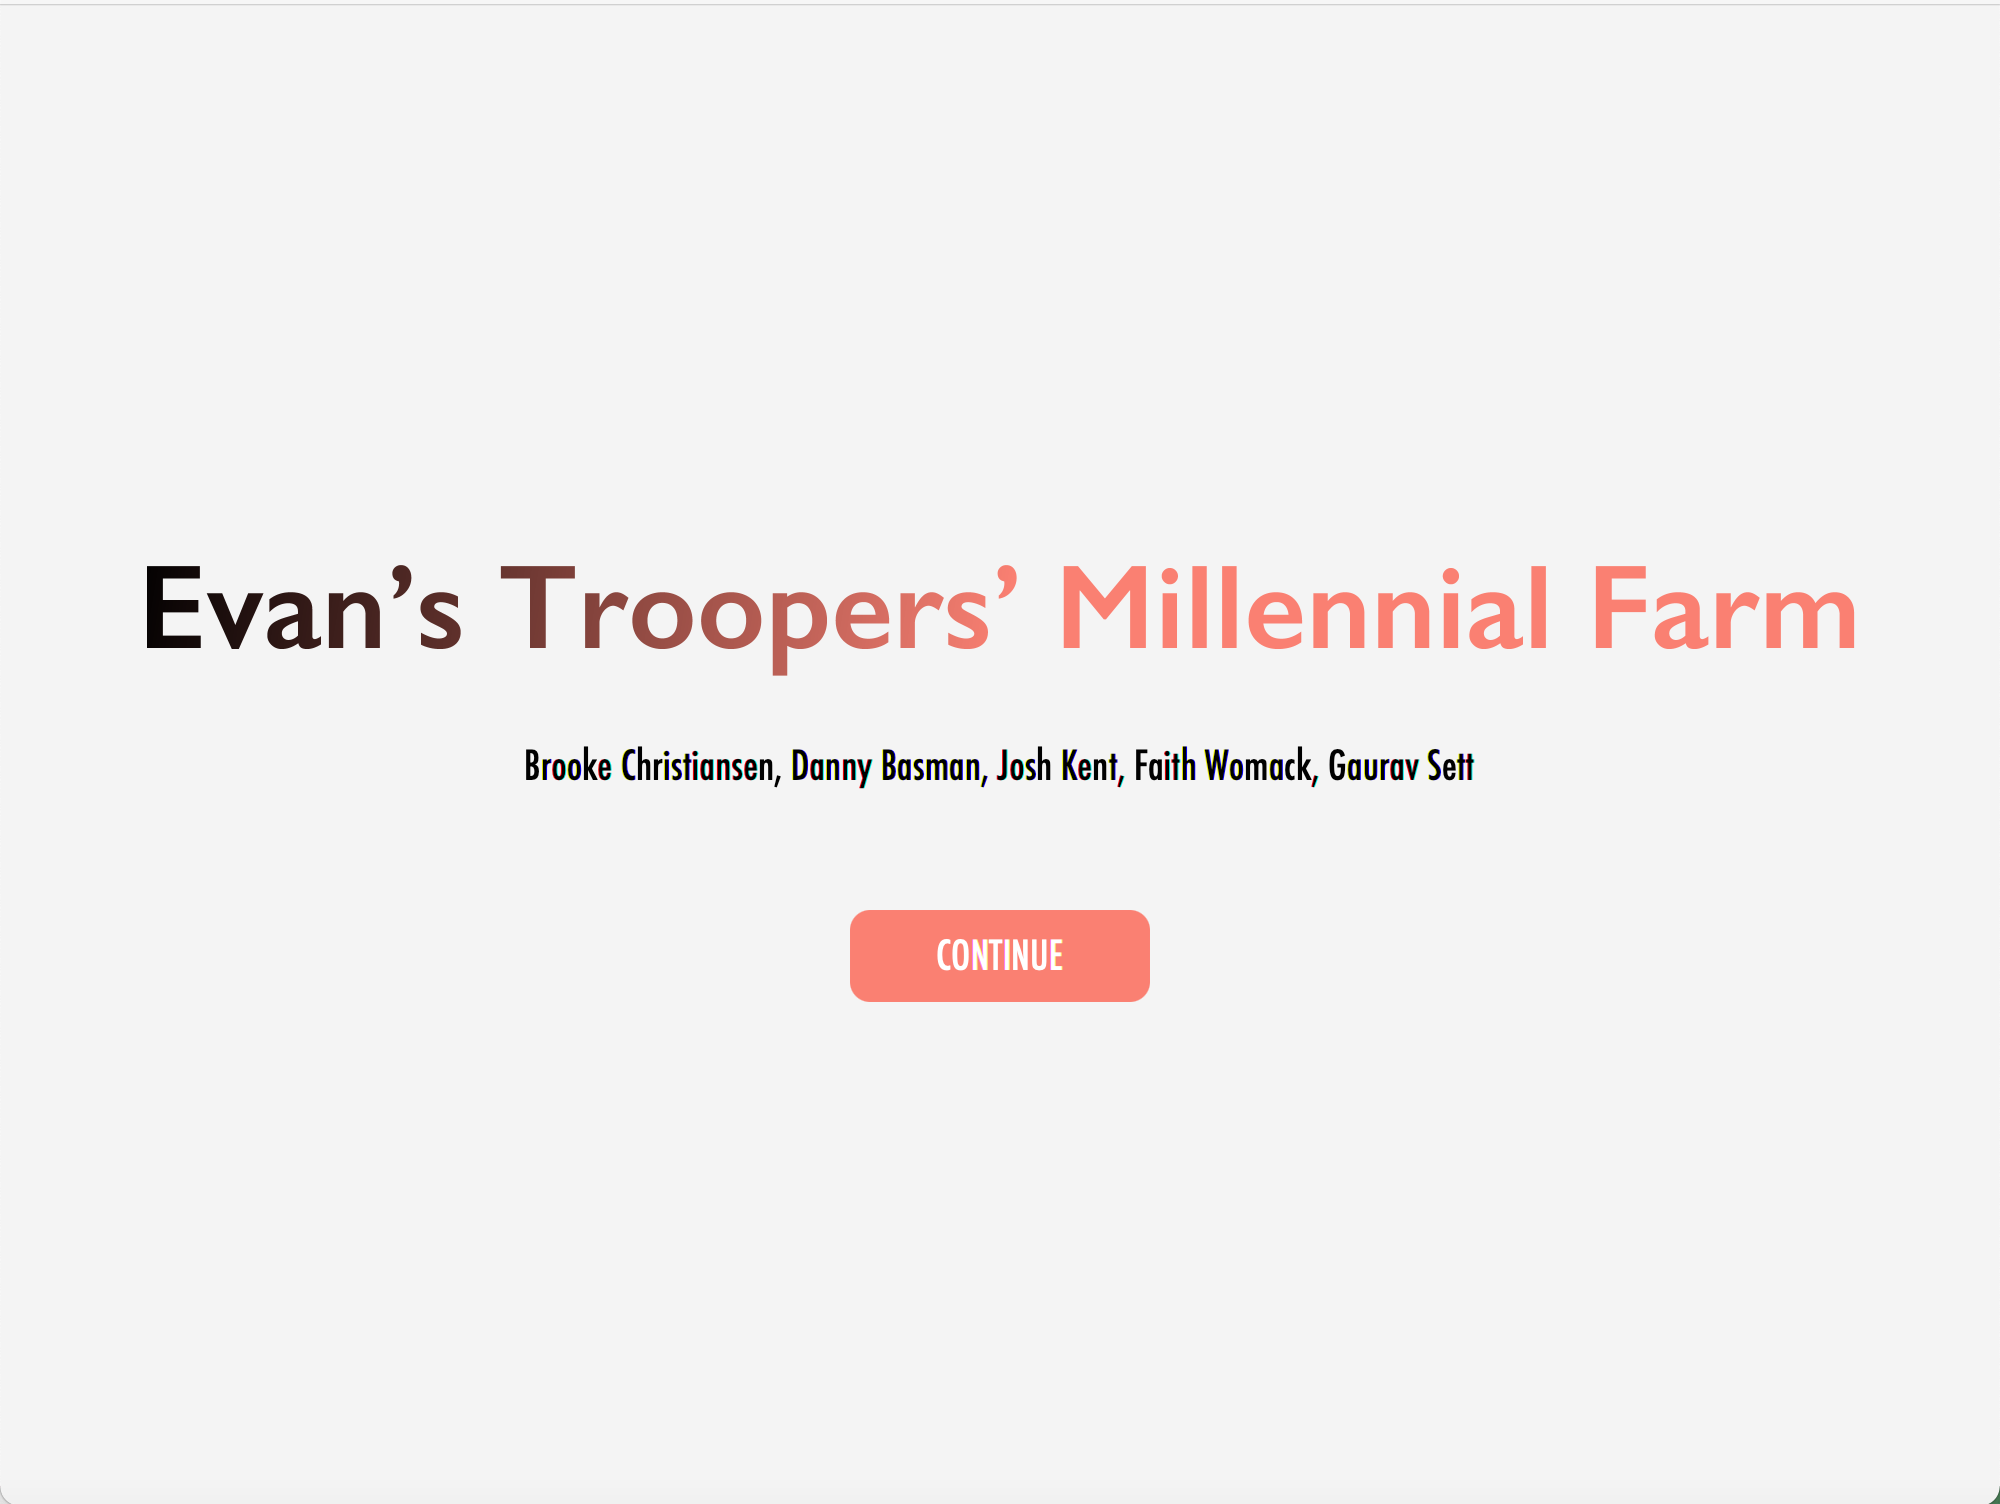 Evan’s Troopers’ Millennial Farm
Brooke Christiansen, Danny Basman, Josh Kent, Faith Womack, Gaurav Sett
CONTINUE